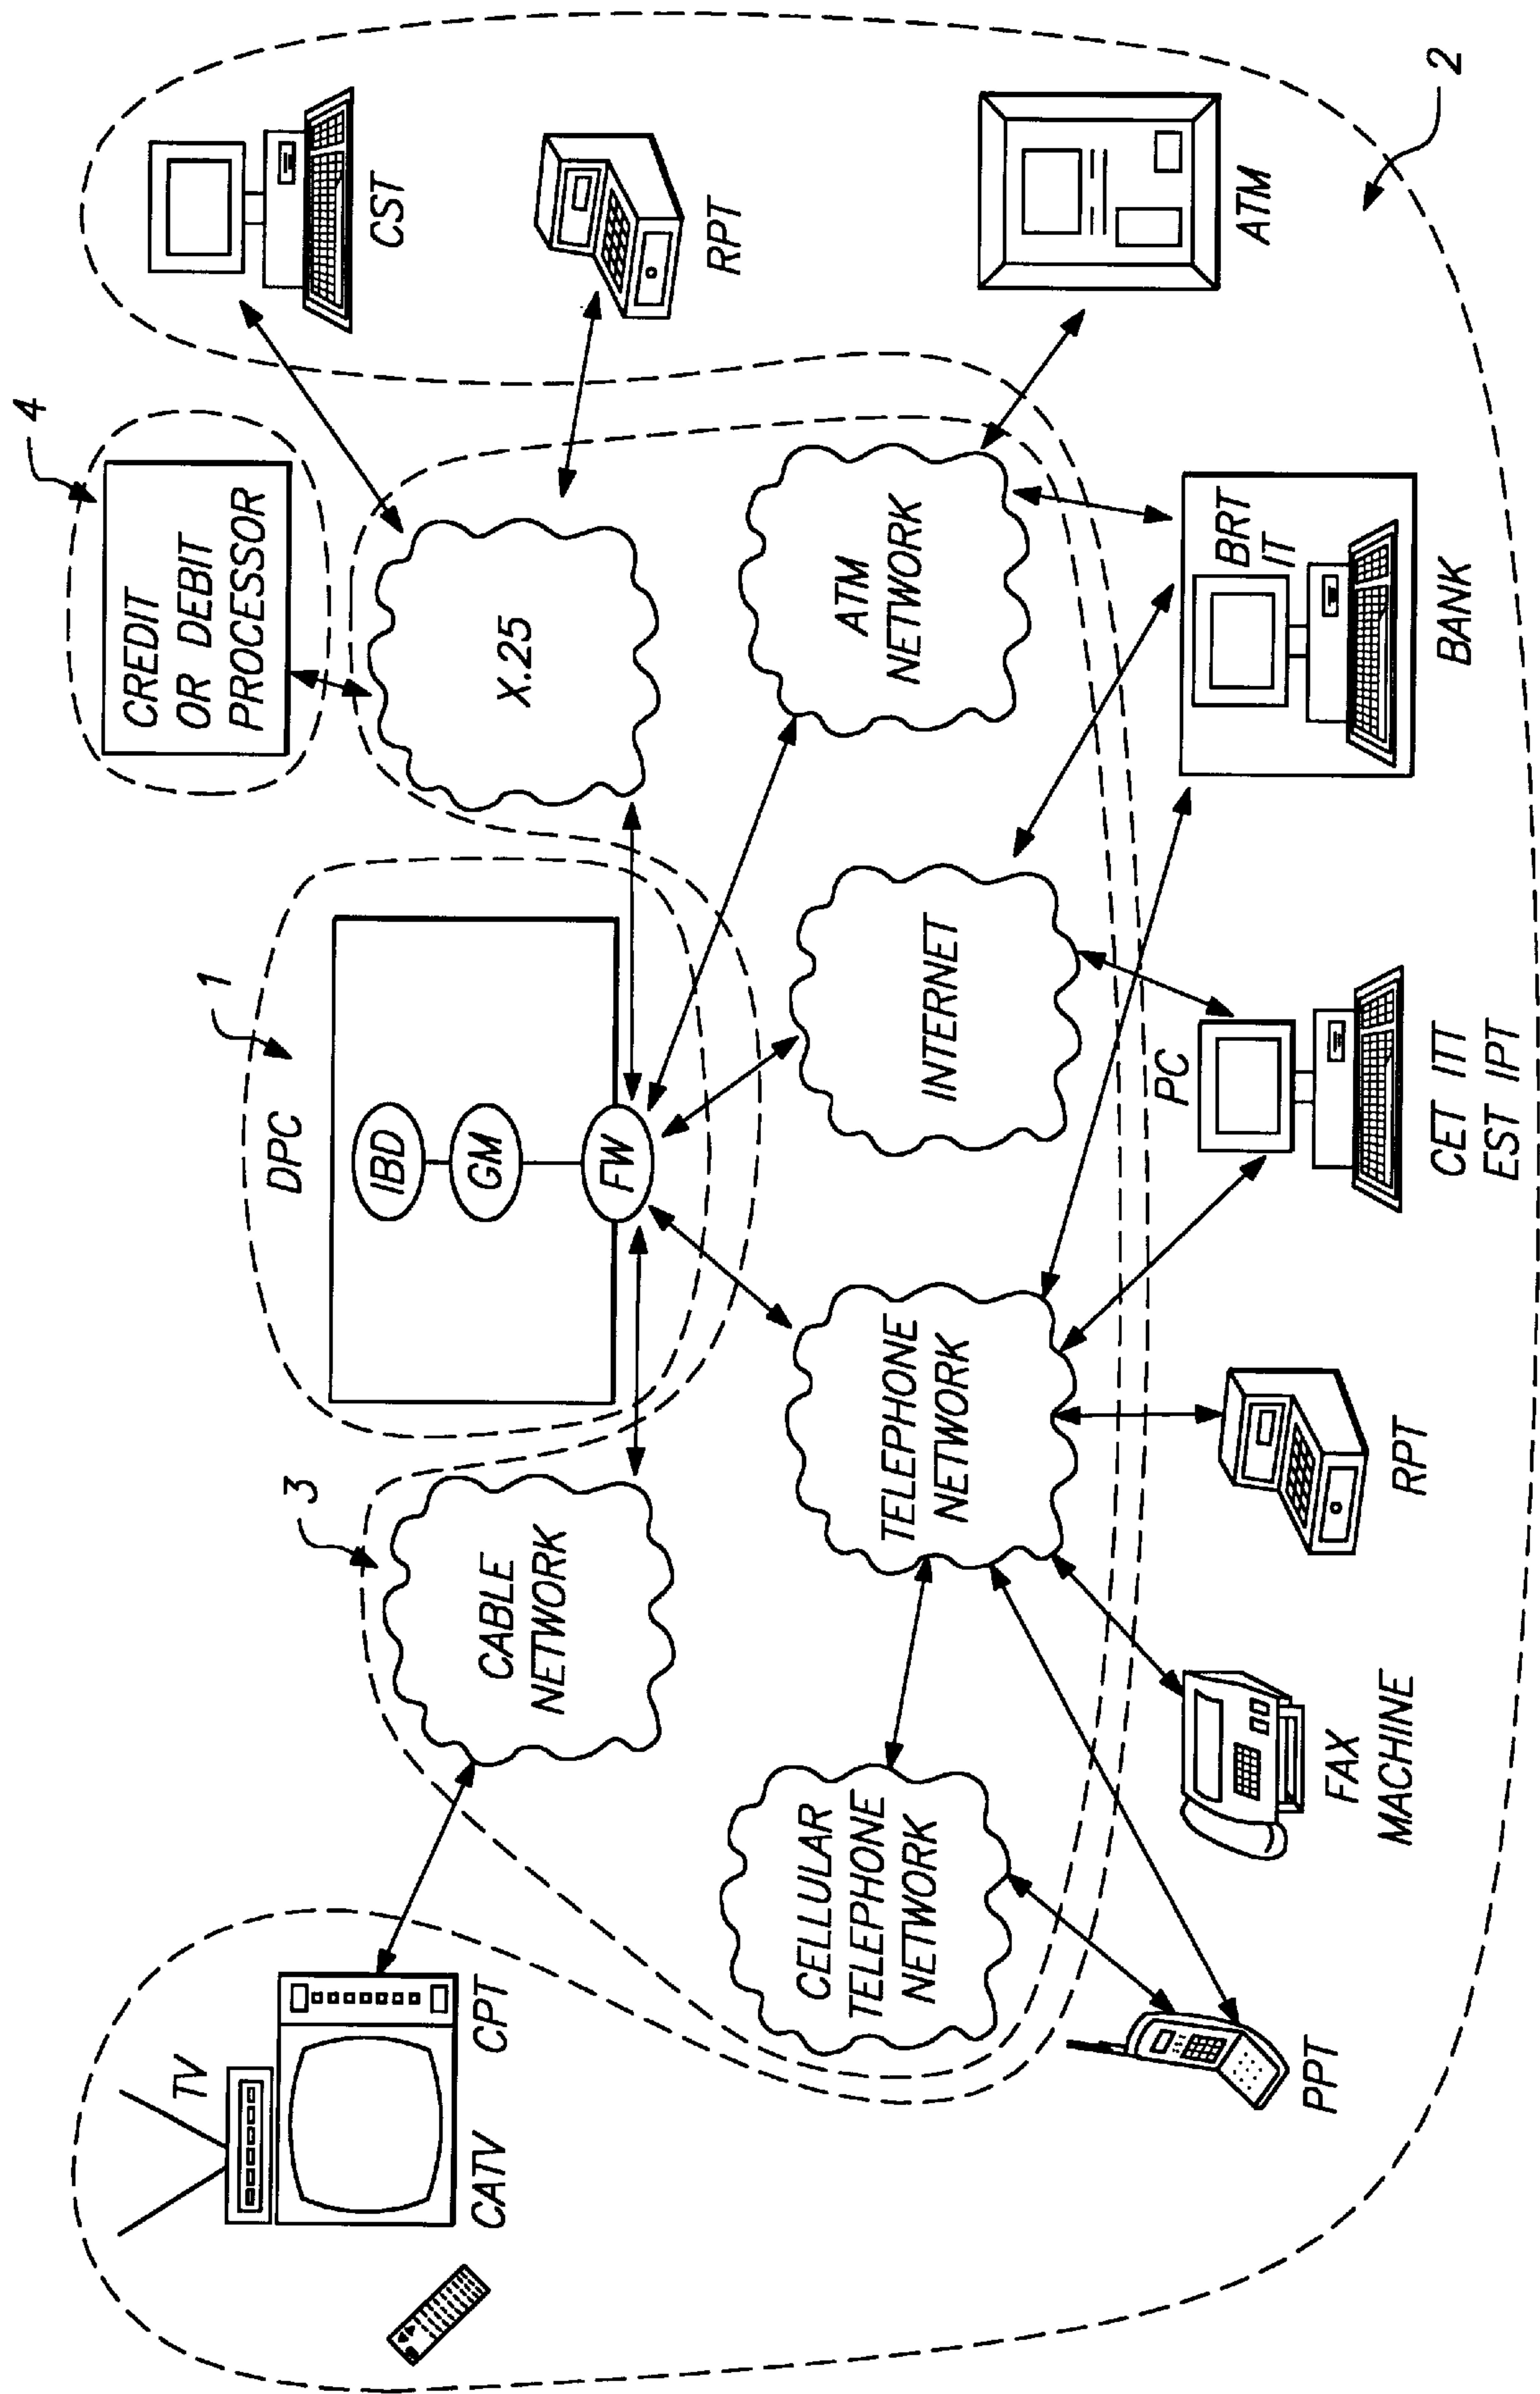 4
CREDIT
OR DEBIT
PROCESSOR
CST
RPT
1
DPC
IBD
GM
FW
X.25
3
CABLE
NETWORK
TV
CATV
CPT
ATM
NETWORK
INTERNET
TELEPHONE
NETWORK
CELLULAR
TELEPHONE
NETWORK
ATM
2
BRT
IT
BANK
PC
CET ITT
EST IPT
RPT
FAX
MACHINE
PPT